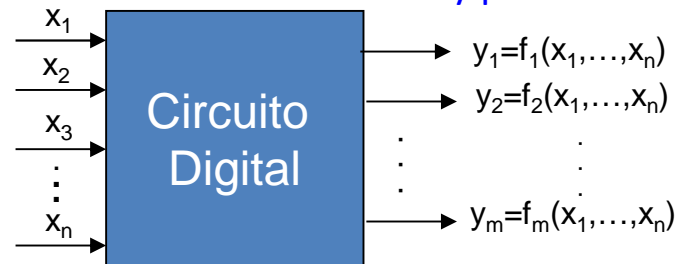 x1
x2
x3
xn
Circuito
Digital
y1=f1(x1,…,xn)
y2=f2(x1,…,xn)
ym=fm(x1,…,xn)